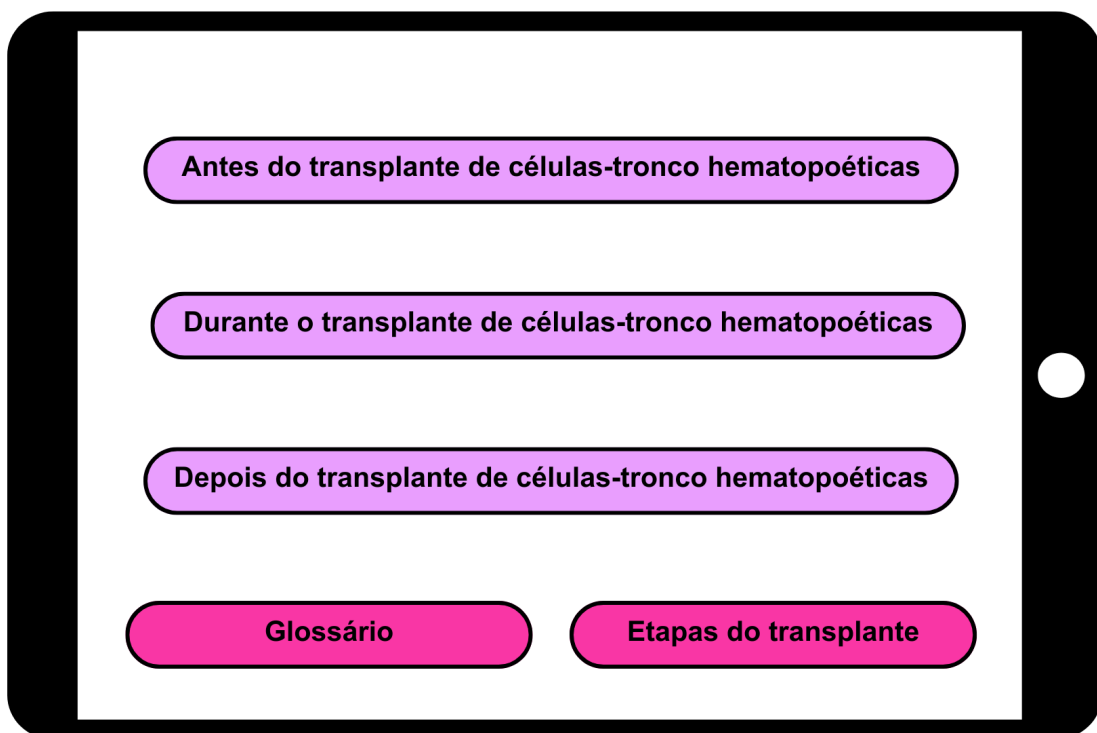 Antes do transplante de células-tronco hematopoéticas
Durante o transplante de células-tronco hematopoéticas
Depois do transplante de células-tronco hematopoéticas
Glossário
Etapas do transplante